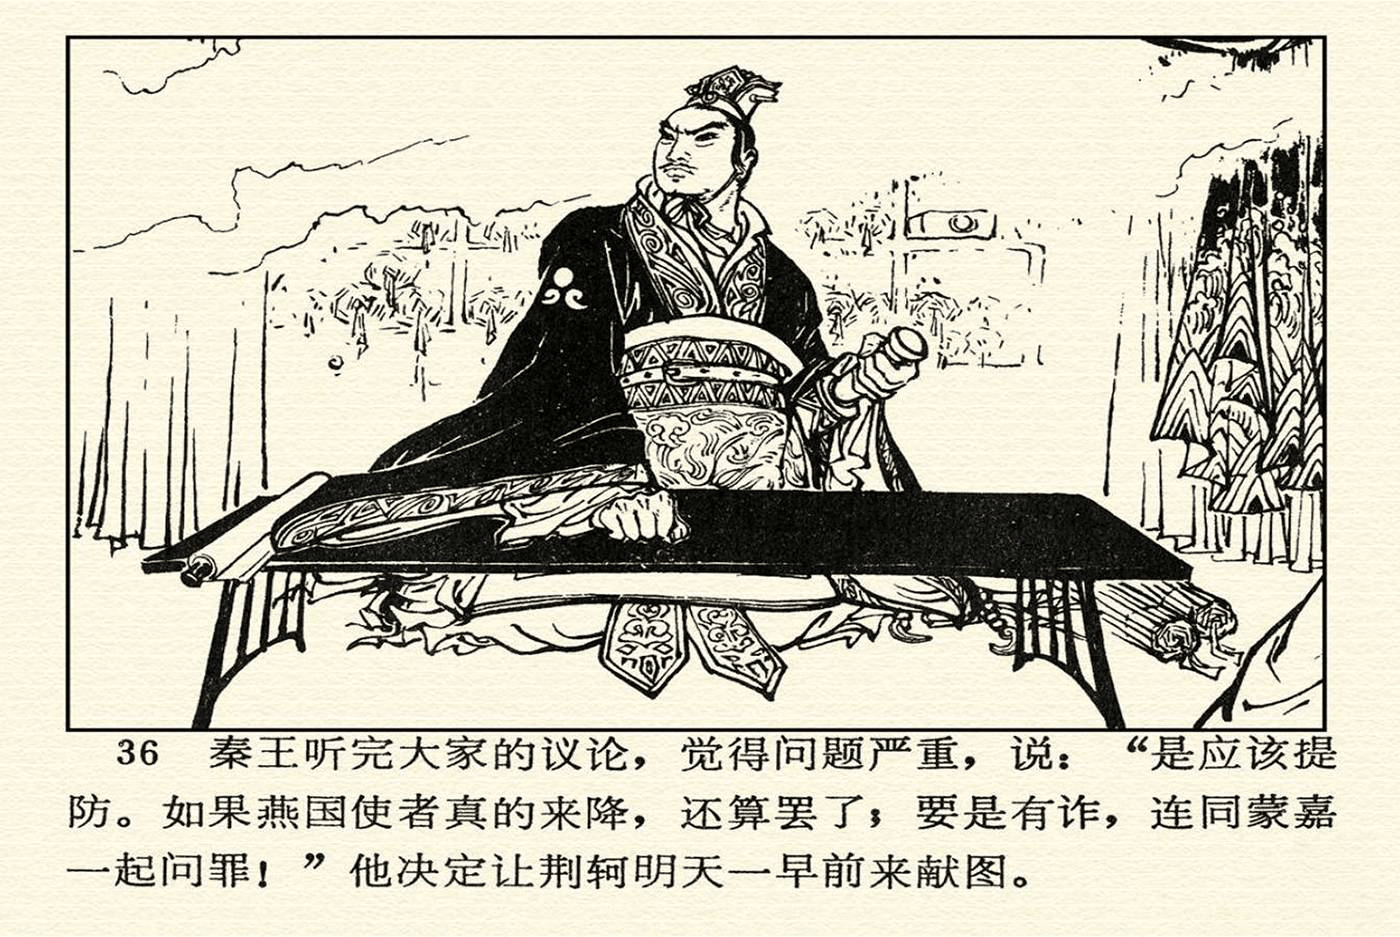 36 秦王听完大家的议论，觉得问题严重，说：“是应该提
防。如果燕国使者真的来降，还算罢了；要是有诈，连同蒙嘉
一起问罪！”他决定让荆轲明天一早前来献图。